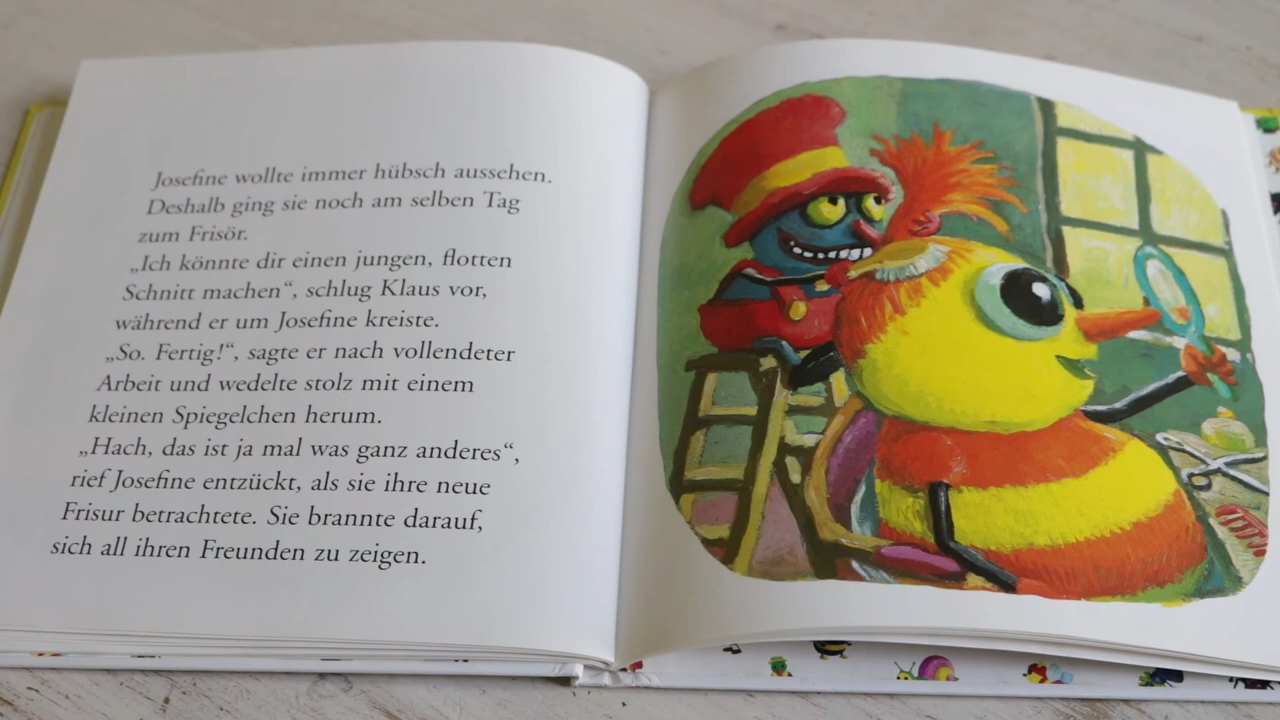 Josefine wollte immer hübsch aussehen.
Deshalb ging sie noch am selben Tag
zum Frisör.
„Ich könnte dir einen jungen, flotten
Schnitt machen“, schlug Klaus vor,
während er um Josefine kreiste.
„So. Fertig!“, sagte er nach vollendeter
Arbeit und wedelte stolz mit einem
kleinen Spiegelchen herum.
„Hach, das ist ja mal was ganz anderes“,
rief Josefine entzückt, als sie ihre neue
Frisur betrachtete. Sie brannte darauf,
sich all ihren Freunden zu zeigen.